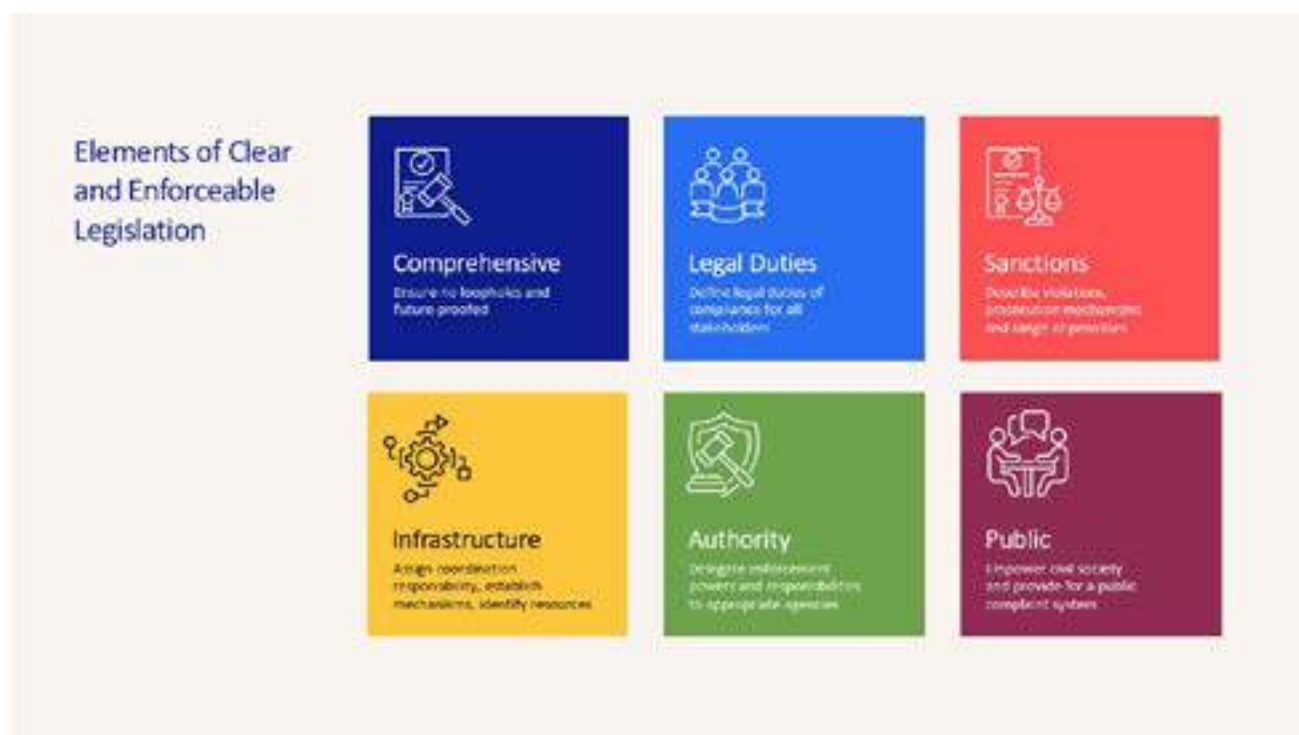 Elements of Clear
and Enforceable
Legislation
Comprehensive
Ensure no loopholes and
future proofed
Legal Duties
Define legal duties of
compliance for all
stakeholders
Sanctions
Describe violations,
prosecution mechanisms
and range of penalties
Infrastructure
Assign coordination
responsibility, establish
mechanisms, identify resources
Authority
Delegate enforcement
powers and responsibilities
to appropriate agencies
Public
Empower civil society
and provide for a public
complaint system